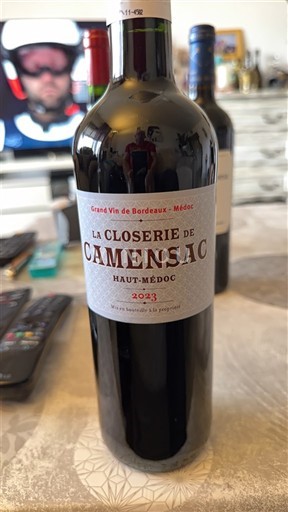 Grand Vin de Bordeaux - Médoc
LA CLOSERIE DE
CAMENSAC
HAUT-MÉDOC
2023
Mis en bouteille à la propriété